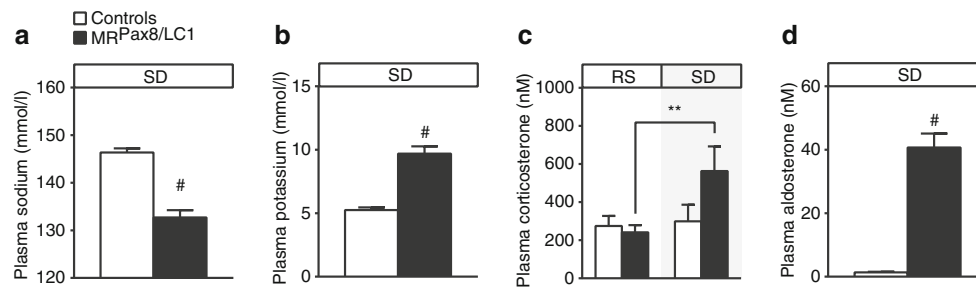 Controls
MRPax8/LC1
a
SD
Plasma sodium (mmol/l)
160
150
140
130
120
#
b
SD
Plasma potassium (mmol/l)
15
10
5
0
#
c
RS SD
Plasma corticosterone (nM)
1000
800
600
400
200
0
**
d
SD
Plasma aldosterone (nM)
60
40
20
0
#